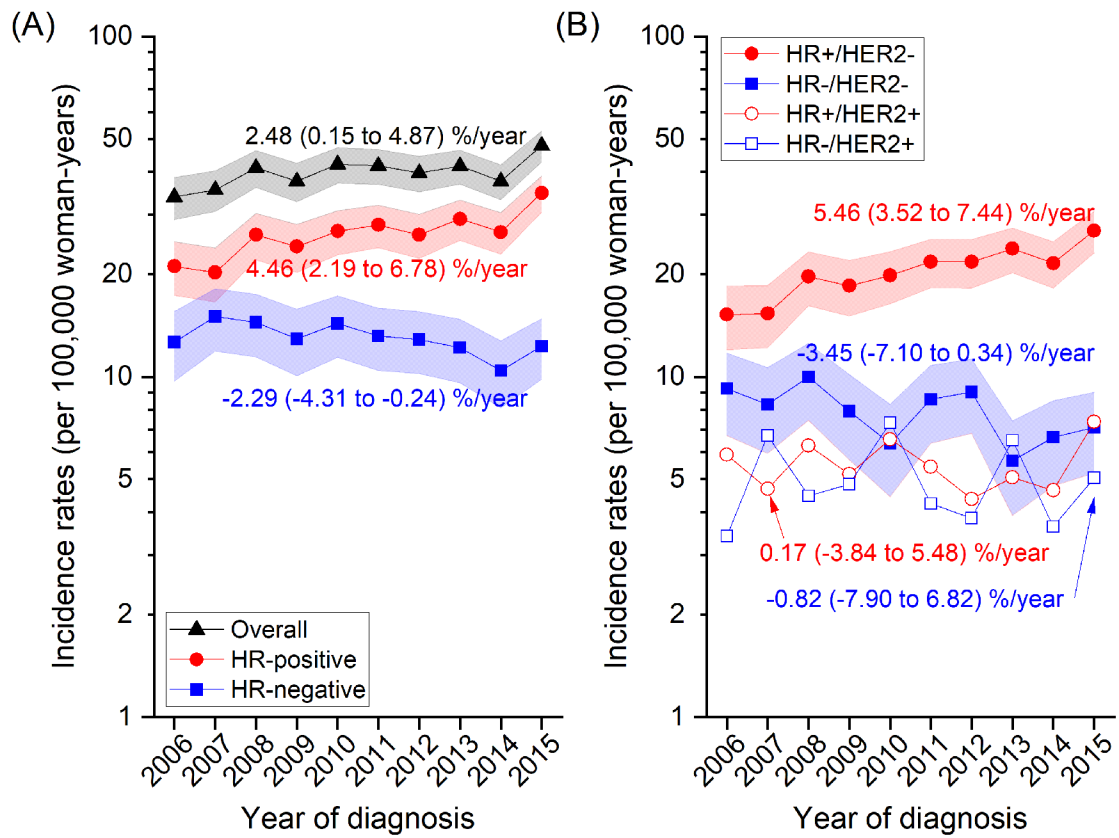 (A)
Incidence rates (per 100,000 woman-years)
100
50
20
10
5
2
1
2.48 (0.15 to 4.87) %/year
4.46 (2.19 to 6.78) %/year
-2.29 (-4.31 to -0.24) %/year
Overall
HR-positive
HR-negative
2006 2007 2008 2009 2010 2011 2012 2013 2014 2015
Year of diagnosis
(B)
Incidence rates (per 100,000 woman-years)
100
50
20
10
5
2
1
HR+/HER2-
HR-/HER2-
HR+/HER2+
HR-/HER2+
5.46 (3.52 to 7.44) %/year
-3.45 (-7.10 to 0.34) %/year
0.17 (-3.84 to 5.48) %/year
-0.82 (-7.90 to 6.82) %/year
2006 2007 2008 2009 2010 2011 2012 2013 2014 2015
Year of diagnosis